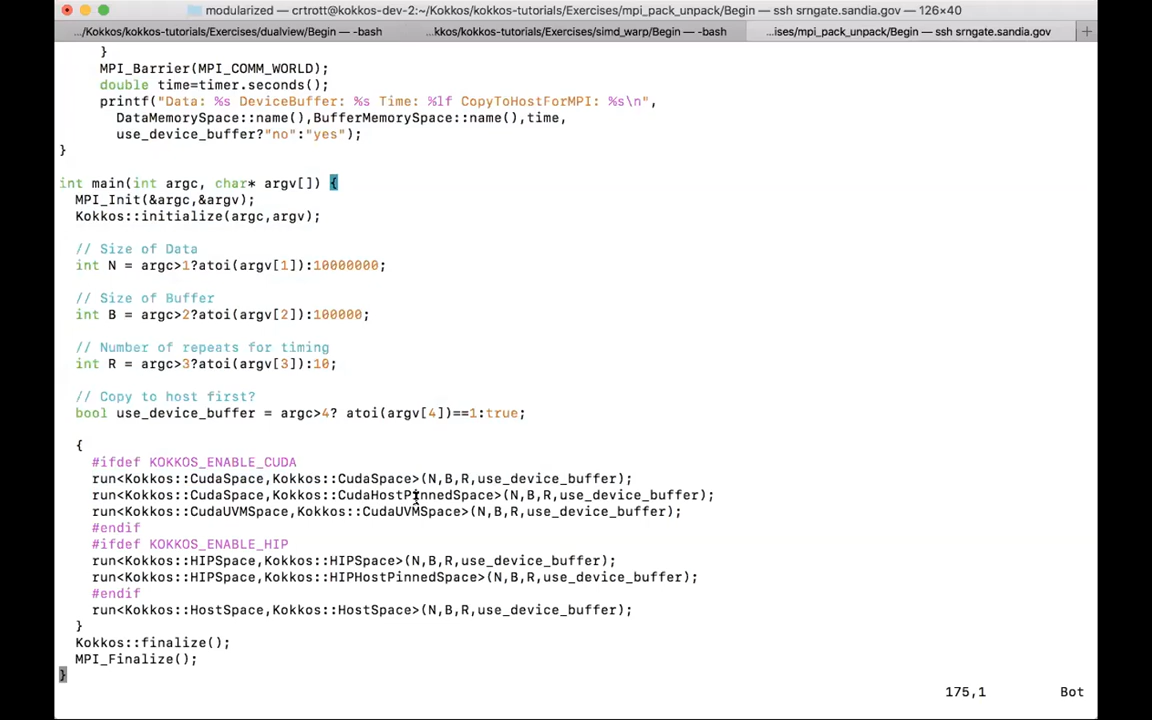 modularized — crtrott@kokkos-dev-2:~/Kokkos/kokkos-tutorials/Exercises/mpi_pack_unpack/Begin — ssh srngate.sandia.gov — 126×40
.../Kokkos/kokkos-tutorials/Exercises/dualview/Begin — -bash ...kkos/kokkos-tutorials/Exercises/simd_warp/Begin — -bash ...ises/mpi_pack_unpack/Begin — ssh srngate.sandia.gov +
}
MPI_Barrier(MPI_COMM_WORLD);
double time=timer.seconds();
printf("Data: %s DeviceBuffer: %s Time: %lf CopyToHostForMPI: %s\n",
DataMemorySpace::name(),BufferMemorySpace::name(),time,
use_device_buffer?"no":"yes");
}
int main(int argc, char* argv[]) {
MPI_Init(&argc,&argv);
Kokkos::initialize(argc,argv);
// Size of Data
int N = argc>1?atoi(argv[1]):10000000;
// Size of Buffer
int B = argc>2?atoi(argv[2]):100000;
// Number of repeats for timing
int R = argc>3?atoi(argv[3]):10;
// Copy to host first?
bool use_device_buffer = argc>4? atoi(argv[4])==1:true;
{
#ifdef KOKKOS_ENABLE_CUDA
run<Kokkos::CudaSpace,Kokkos::CudaSpace>(N,B,R,use_device_buffer);
run<Kokkos::CudaSpace,Kokkos::CudaHostPinnedSpace>(N,B,R,use_device_buffer);
run<Kokkos::CudaUVMSpace,Kokkos::CudaUVMSpace>(N,B,R,use_device_buffer);
#endif
#ifdef KOKKOS_ENABLE_HIP
run<Kokkos::HIPSpace,Kokkos::HIPSpace>(N,B,R,use_device_buffer);
run<Kokkos::HIPSpace,Kokkos::HIPHostPinnedSpace>(N,B,R,use_device_buffer);
#endif
run<Kokkos::HostSpace,Kokkos::HostSpace>(N,B,R,use_device_buffer);
}
Kokkos::finalize();
MPI_Finalize();
}
175,1 Bot